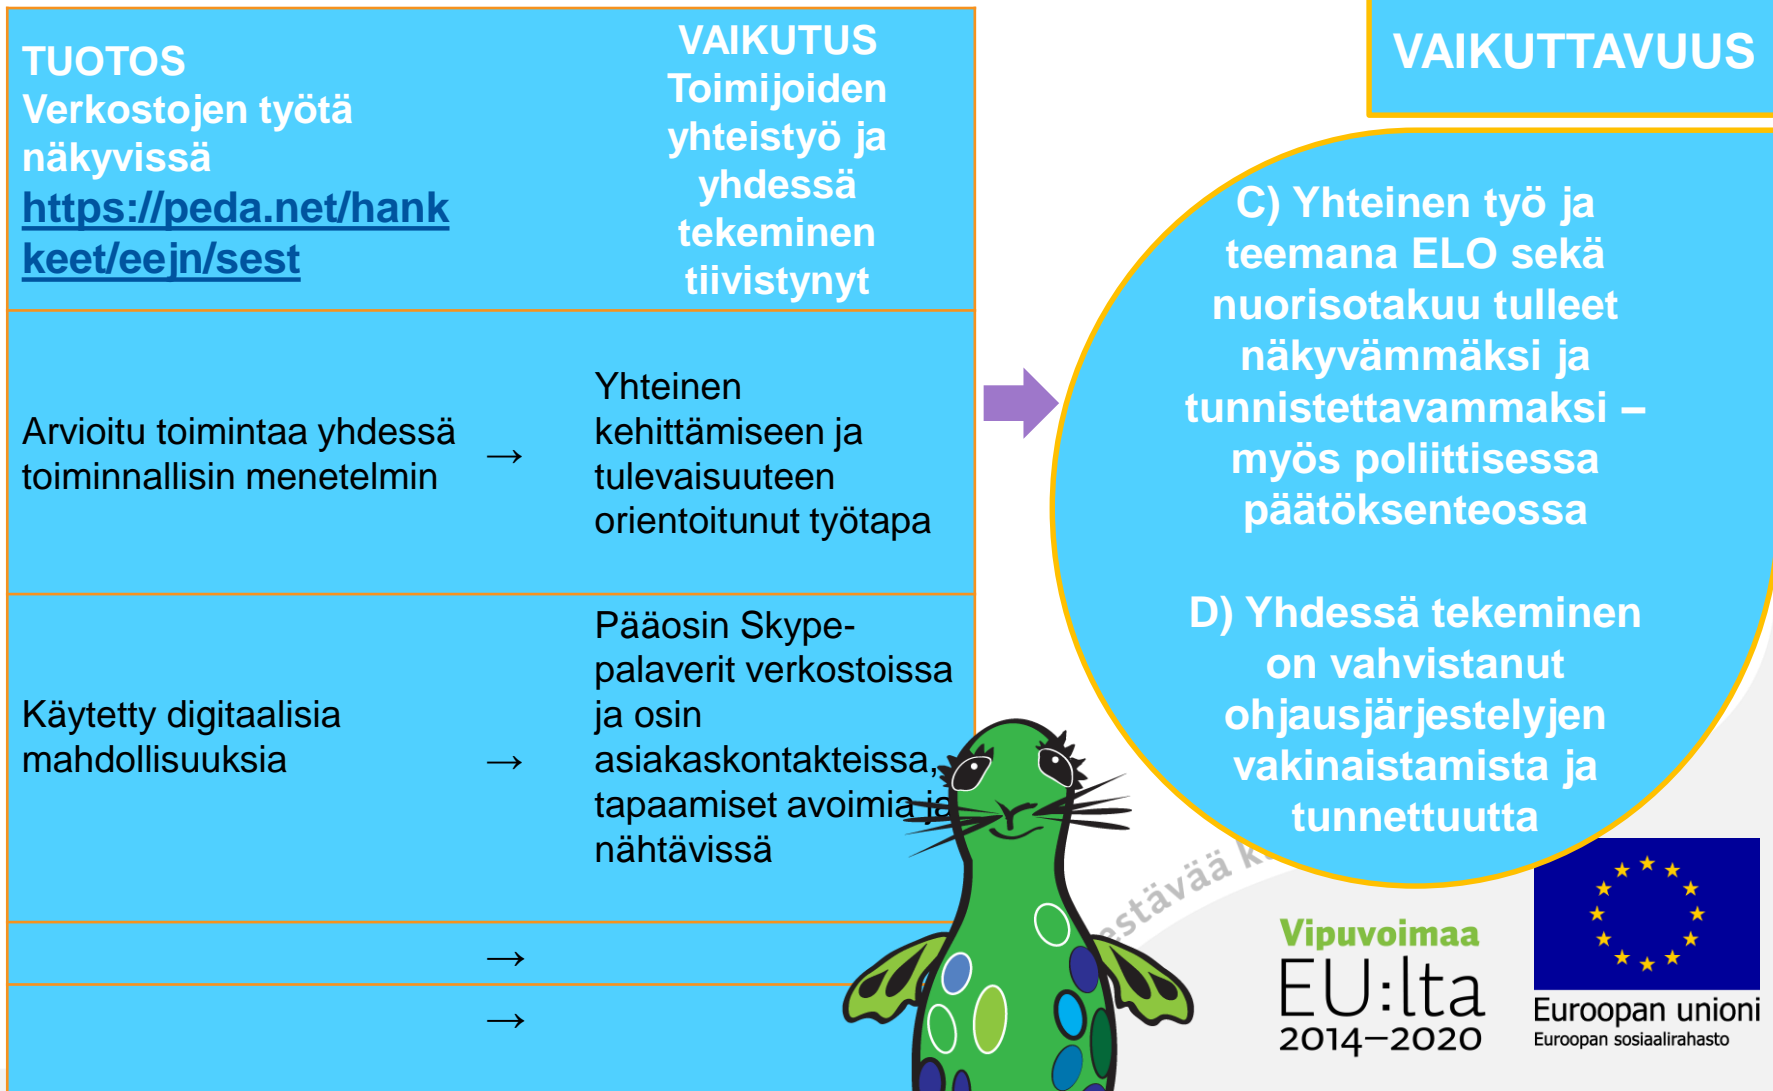 TUOTOS
Verkostojen työtä
näkyvissä
https://peda.net/hank
keet/eejn/sest
VAIKUTUS
Toimijoiden
yhteistyö ja
yhdessä
tekeminen
tiivistynyt
Arvioitu toimintaa yhdessä
toiminnallisin menetelmin
→
Yhteinen
kehittämiseen ja
tulevaisuuteen
orientoitunut työtapa
Käytetty digitaalisia
mahdollisuuksia
→
Pääosin Skype-
palaverit verkostoissa
ja osin
asiakaskontakteissa,
tapaamiset avoimia ja
nähtävissä
→
→
VAIKUTTAVUUS
C) Yhteinen työ ja
teemana ELO sekä
nuorisotakuu tulleet
näkyvämmäksi ja
tunnistettavammaksi –
myös poliittisessa
päätöksenteossa
D) Yhdessä tekeminen
on vahvistanut
ohjausjärjestelyjen
vakinaistamista ja
tunnettuutta
Vipuvoimaa
EU:lta
2014–2020
Euroopan unioni
Euroopan sosiaalirahasto